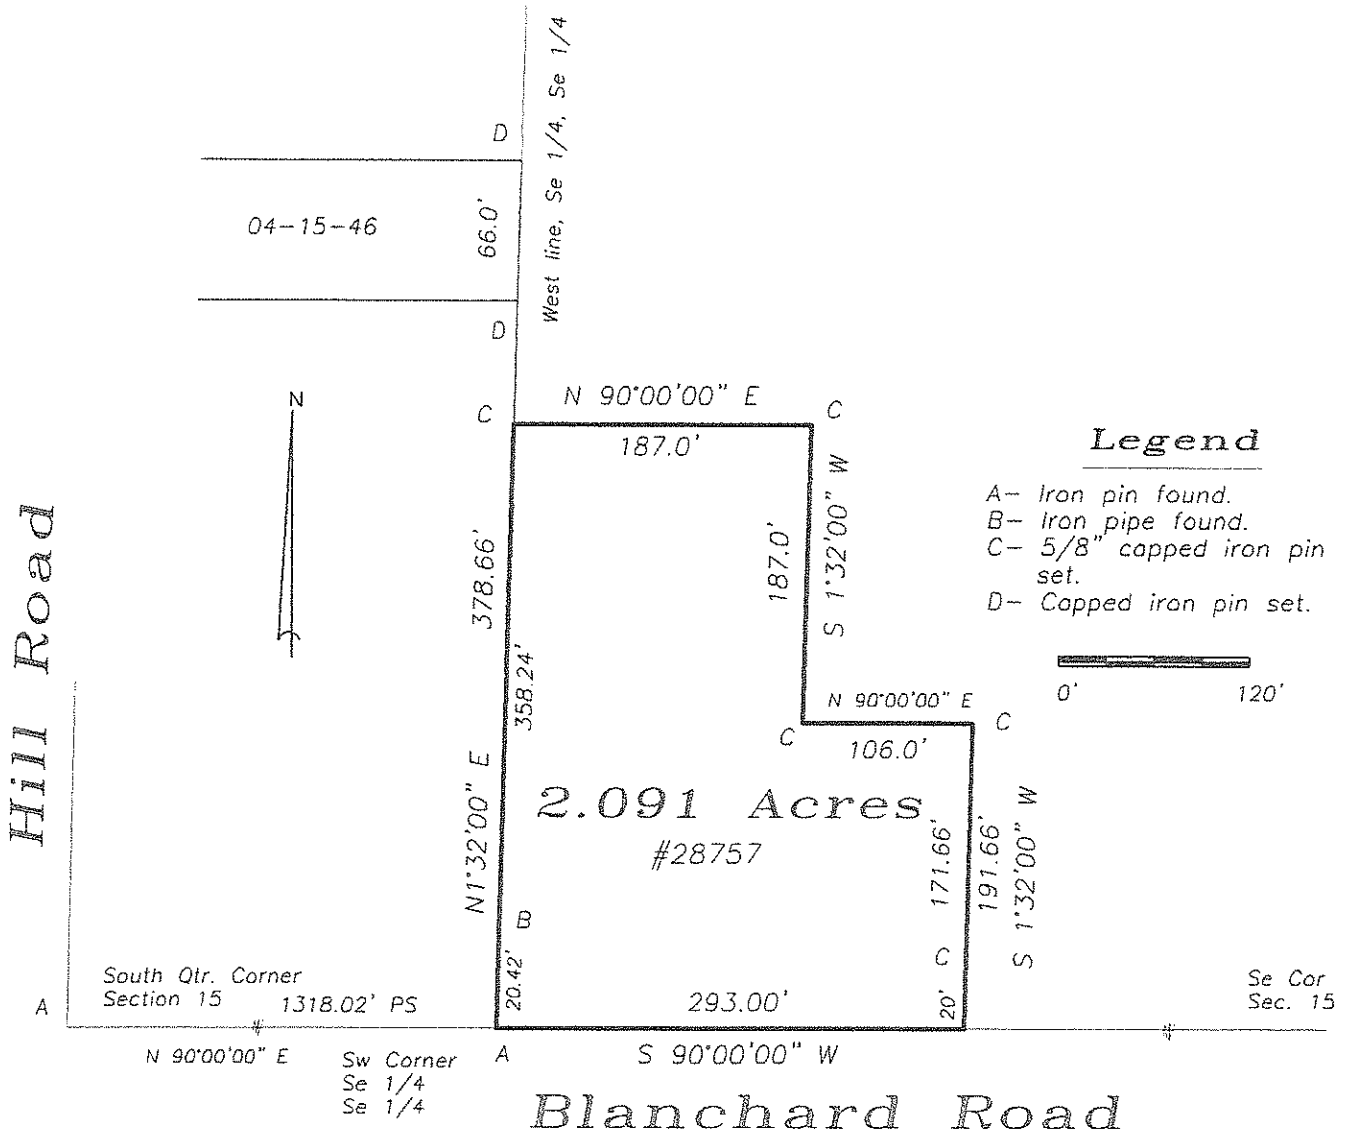 West line, Se 1/4, Se 1/4
D
04-15-46
66.0'
D
N
C
N 90°00'00" E
C
187.0'
Legend
A- Iron pin found.
B- Iron pipe found.
C- 5/8" capped iron pin
set.
D- Capped iron pin set.
0'
120'
Hill Road
378.66'
358.24'
N1°32'00" E
187.0'
S 1°32'00" W
N 90°00'00" E
C
C
106.0'
2.091 Acres
#28757
171.66'
191.66'
S 1°32'00" W
B
20.42'
C
20'
293.00'
South Qtr. Corner
Section 15
1318.02' PS
A
Se Cor
Sec. 15
N 90°00'00" E
Sw Corner
Se 1/4
Se 1/4
A
S 90°00'00" W
Blanchard Road